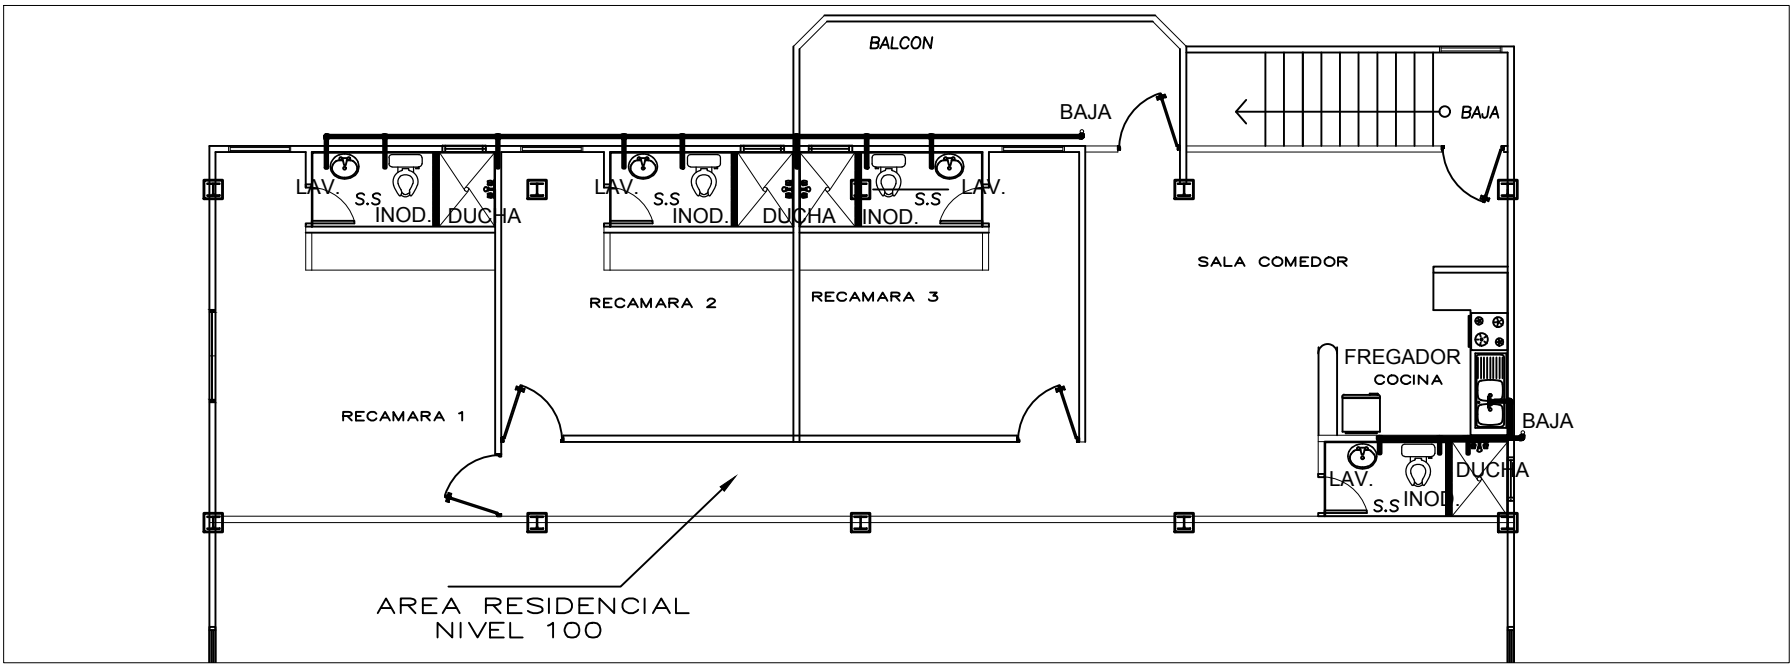 BALCON
BAJA
BAJA
LAV.
S.S
INOD.
DUCHA
LAV.
S.S
INOD.
DUCHA
INOD.
S.S
LAV.
SALA COMEDOR
RECAMARA 2
RECAMARA 3
FREGADOR
COCINA
RECAMARA 1
BAJA
LAV.
S.S
INOD.
DUCHA
AREA RESIDENCIAL
NIVEL 100